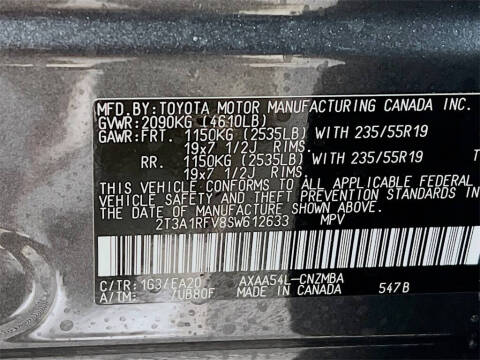 MFD.BY:TOYOTA MOTOR MANUFACTURING CANADA INC.
GVWR:2090KG (4610LB)
GAWR:FRT. 1150KG (2535LB) WITH 235/55R19
19x7 1/2J RIMS.
RR. 1150KG (2535LB) WITH 235/55R19 T
19x7 1/2J RIMS.
THIS VEHICLE CONFORMS TO ALL APPLICABLE FEDERAL
VEHICLE SAFETY AND THEFT PREVENTION STANDARDS IN
THE DATE OF MANUFACTURE SHOWN ABOVE.
2T3A1RFV8SW612633 MPV
C/TR: 1G3/EA20 AXAA54L-CNZMBA
A/TM: /UB80F MADE IN CANADA 547B